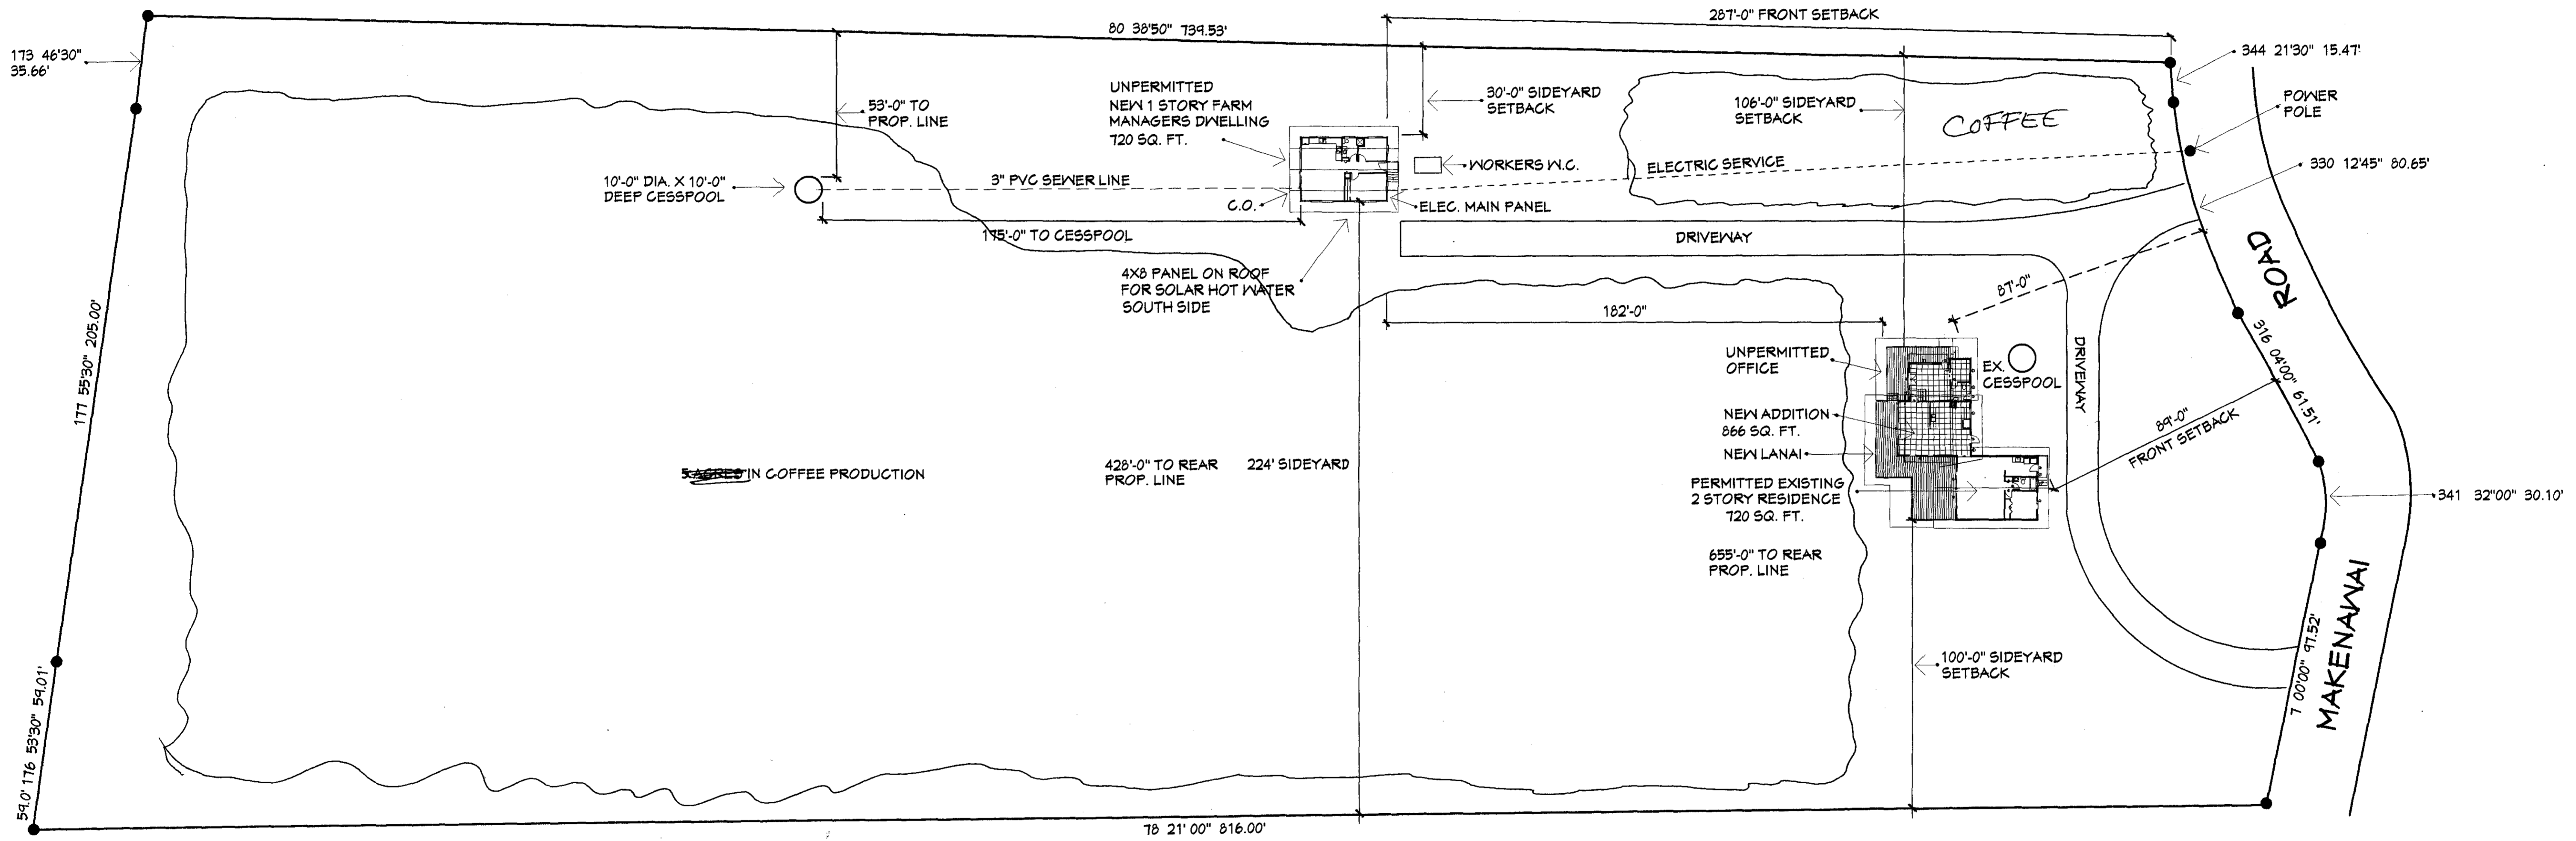 287'-0" FRONT SETBACK
80 38'50" 739.53'
173 46'30"
35.66'
344 21'30" 15.47'
UNPERMITTED
NEW 1 STORY FARM
MANAGERS DWELLING
720 SQ. FT.
53'-0" TO
PROP. LINE
30'-0" SIDEYARD
SETBACK
106'-0" SIDEYARD
SETBACK
COFFEE
POWER
POLE
WORKERS W.C.
ELECTRIC SERVICE
330 12'45" 80.65'
10'-0" DIA. X 10'-0"
DEEP CESSPOOL
3" PVC SEWER LINE
C.O.
ELEC. MAIN PANEL
175'-0" TO CESSPOOL
DRIVEWAY
4X8 PANEL ON ROOF
FOR SOLAR HOT WATER
SOUTH SIDE
182'-0"
87'-0"
ROAD
177 55'30" 205.00'
UNPERMITTED
OFFICE
EX.
CESSPOOL
DRIVEWAY
316 04'00" 61.51'
NEW ADDITION
866 SQ. FT.
NEW LANAI
89'-0"
FRONT SETBACK
5 ACRES IN COFFEE PRODUCTION
428'-0" TO REAR
PROP. LINE
224' SIDEYARD
PERMITTED EXISTING
2 STORY RESIDENCE
720 SQ. FT.
341 32'00" 30.10'
655'-0" TO REAR
PROP. LINE
100'-0" SIDEYARD
SETBACK
7 00'00" 97.52'
MAKENAWAI
59.0' 176 53'30" 59.01'
78 21'00" 816.00'